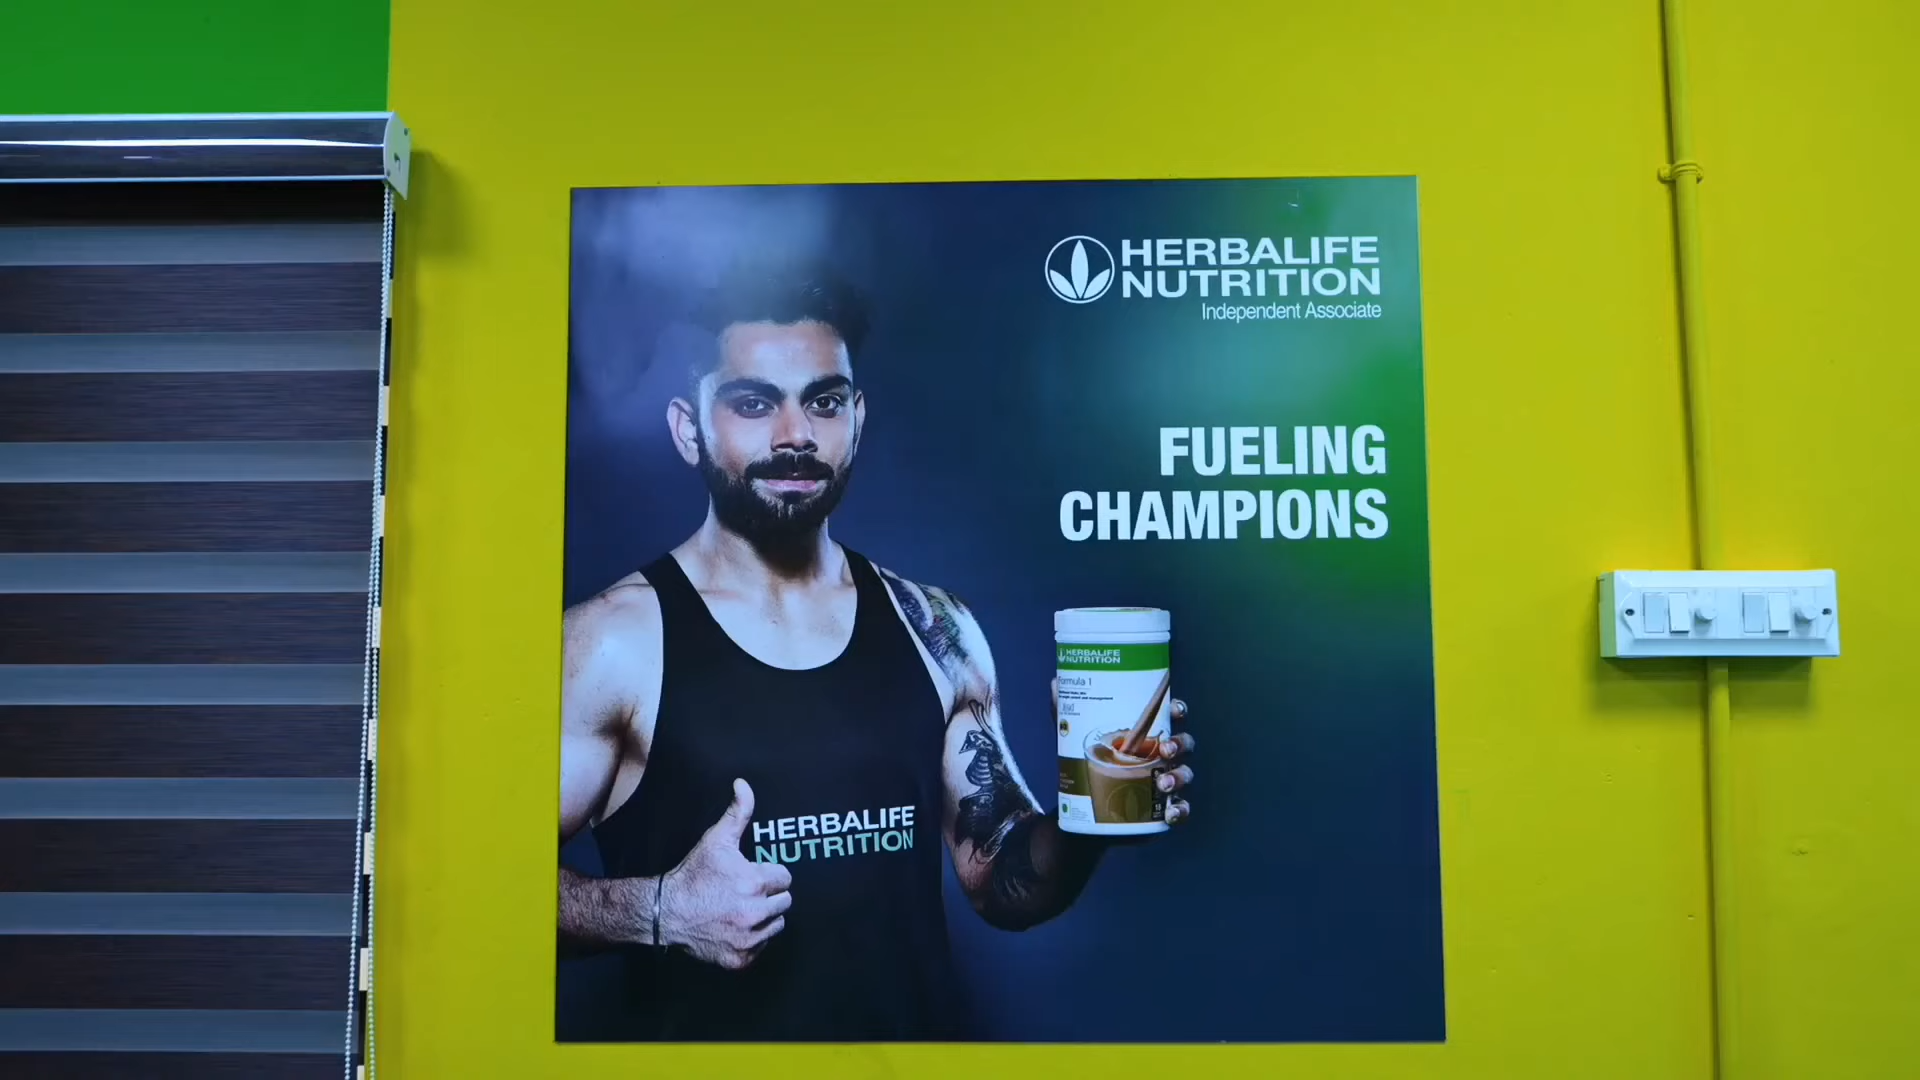 HERBALIFE
NUTRITION
Independent Associate
FUELING
CHAMPIONS
HERBALIFE
NUTRITION
Formula 1
HERBALIFE
NUTRITION